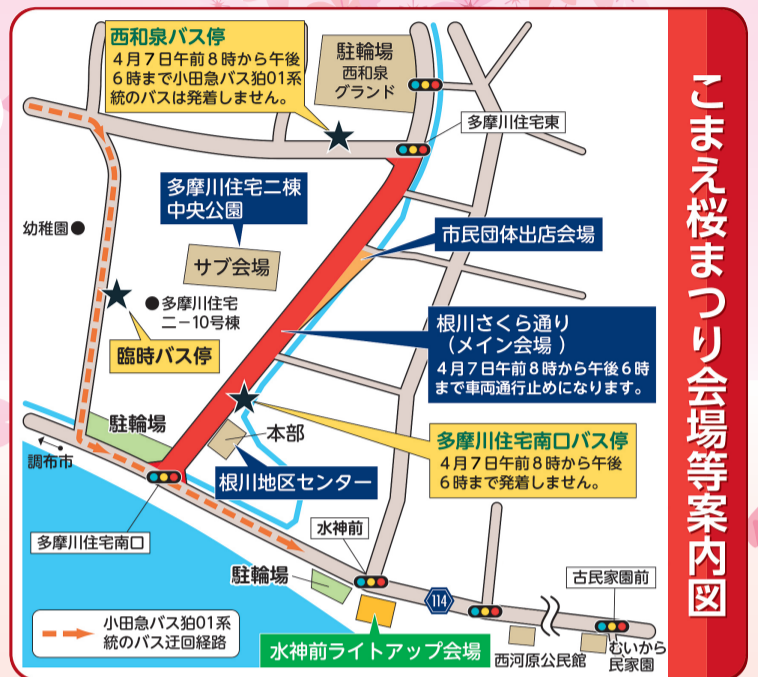 こまえ桜まつり会場等案内図
西和泉バス停
4月7日午前8時から午後
6時まで小田急バス狛01系
統のバスは発着しません。
駐輪場
西和泉
グランド
多摩川住宅東
多摩川住宅二棟
中央公園
サブ会場
幼稚園
市民団体出店会場
多摩川住宅
ニー10号棟
臨時バス停
根川さくら通り
(メイン会場 )
4月7日午前8時から午後6時
まで車両通行止めになります。
駐輪場
本部
多摩川住宅南口バス停
4月7日午前8時から午後
6時まで発着しません。
調布市
根川地区センター
多摩川住宅南口
水神前
駐輪場
114
古民家園前
小田急バス狛01系
統のバス迂回経路
水神前ライトアップ会場
西河原公民館
むいから
民家園